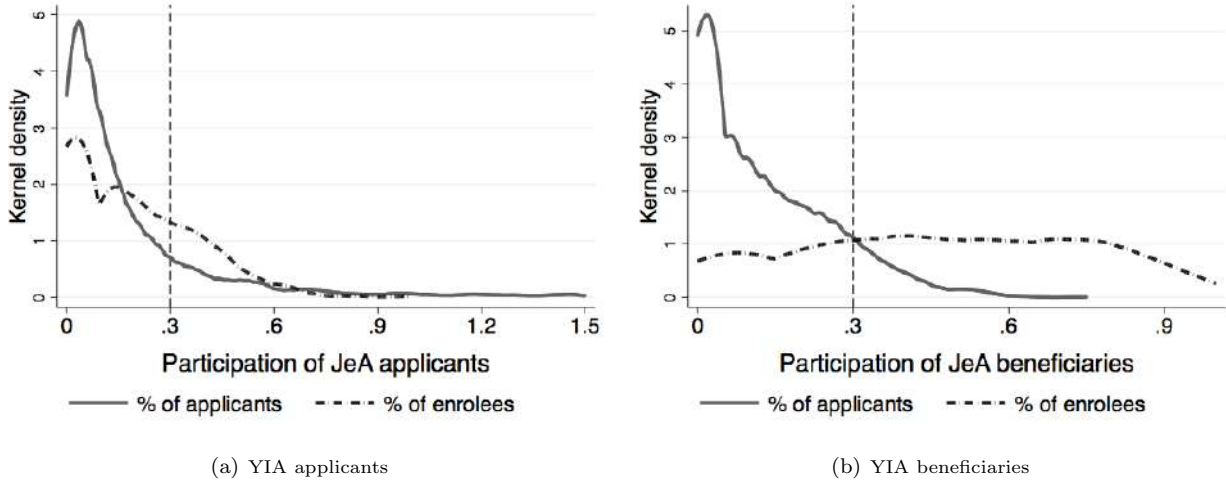 5
4
3
2
1
0
Kernel density
0 .3 .6 .9 1.2 1.5
Participation of JeA applicants
% of applicants % of enrolees
(a) YIA applicants
5
4
3
2
1
0
Kernel density
0 .3 .6 .9
Participation of JeA beneficiaries
% of applicants % of enrolees
(b) YIA beneficiaries